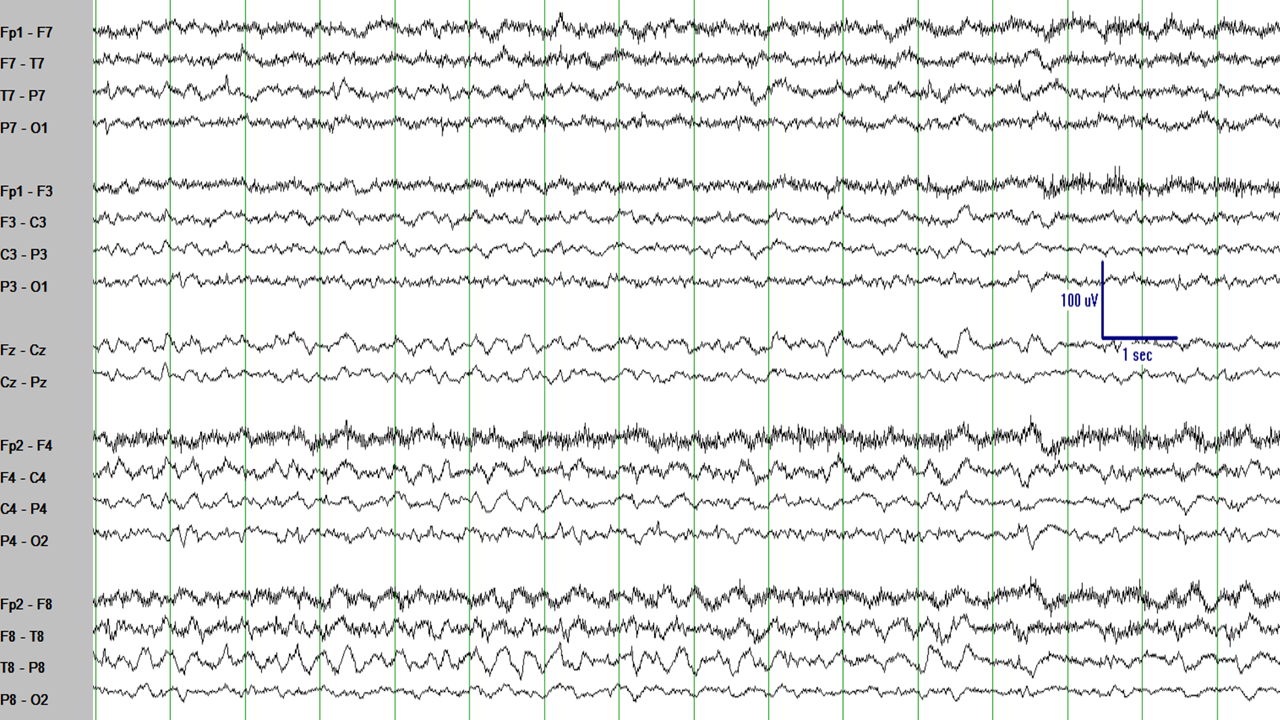 Fp1 - F7
F7 - T7
T7 - P7
P7 - O1
Fp1 - F3
F3 - C3
C3 - P3
P3 - O1
100 uV
1 sec
Fz - Cz
Cz - Pz
Fp2 - F4
F4 - C4
C4 - P4
P4 - O2
Fp2 - F8
F8 - T8
T8 - P8
P8 - O2